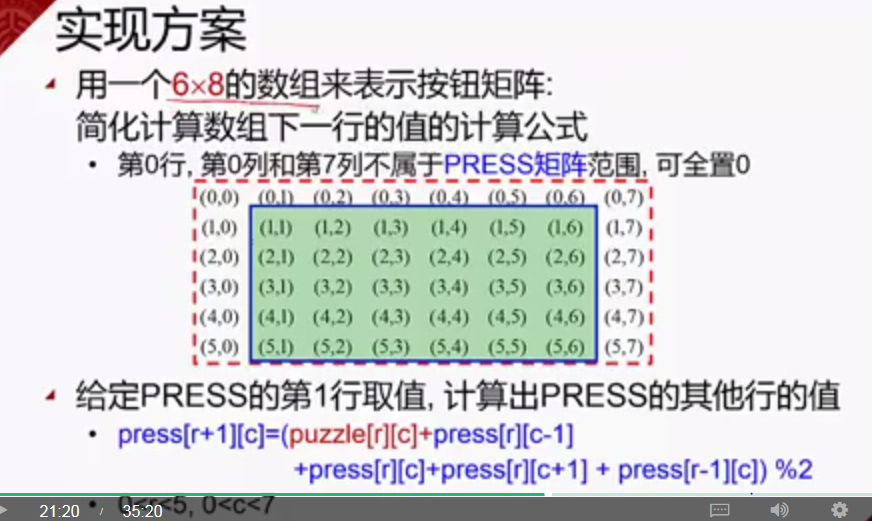 实现方案
用一个6×8的数组来表示按钮矩阵:
简化计算数组下一行的值的计算公式
• 第0行, 第0列和第7列不属于PRESS矩阵范围, 可全置0
(0,0) (0,1) (0,2) (0,3) (0,4) (0,5) (0,6) (0,7)
(1,0) (1,1) (1,2) (1,3) (1,4) (1,5) (1,6) (1,7)
(2,0) (2,1) (2,2) (2,3) (2,4) (2,5) (2,6) (2,7)
(3,0) (3,1) (3,2) (3,3) (3,4) (3,5) (3,6) (3,7)
(4,0) (4,1) (4,2) (4,3) (4,4) (4,5) (4,6) (4,7)
(5,0) (5,1) (5,2) (5,3) (5,4) (5,5) (5,6) (5,7)
给定PRESS的第1行取值, 计算出PRESS的其他行的值
• press[r+1][c]=(puzzle[r][c]+press[r][c-1]
+press[r][c]+press[r][c+1] + press[r-1][c]) %2
• 0<r<5, 0<c<7
21:20 / 35:20